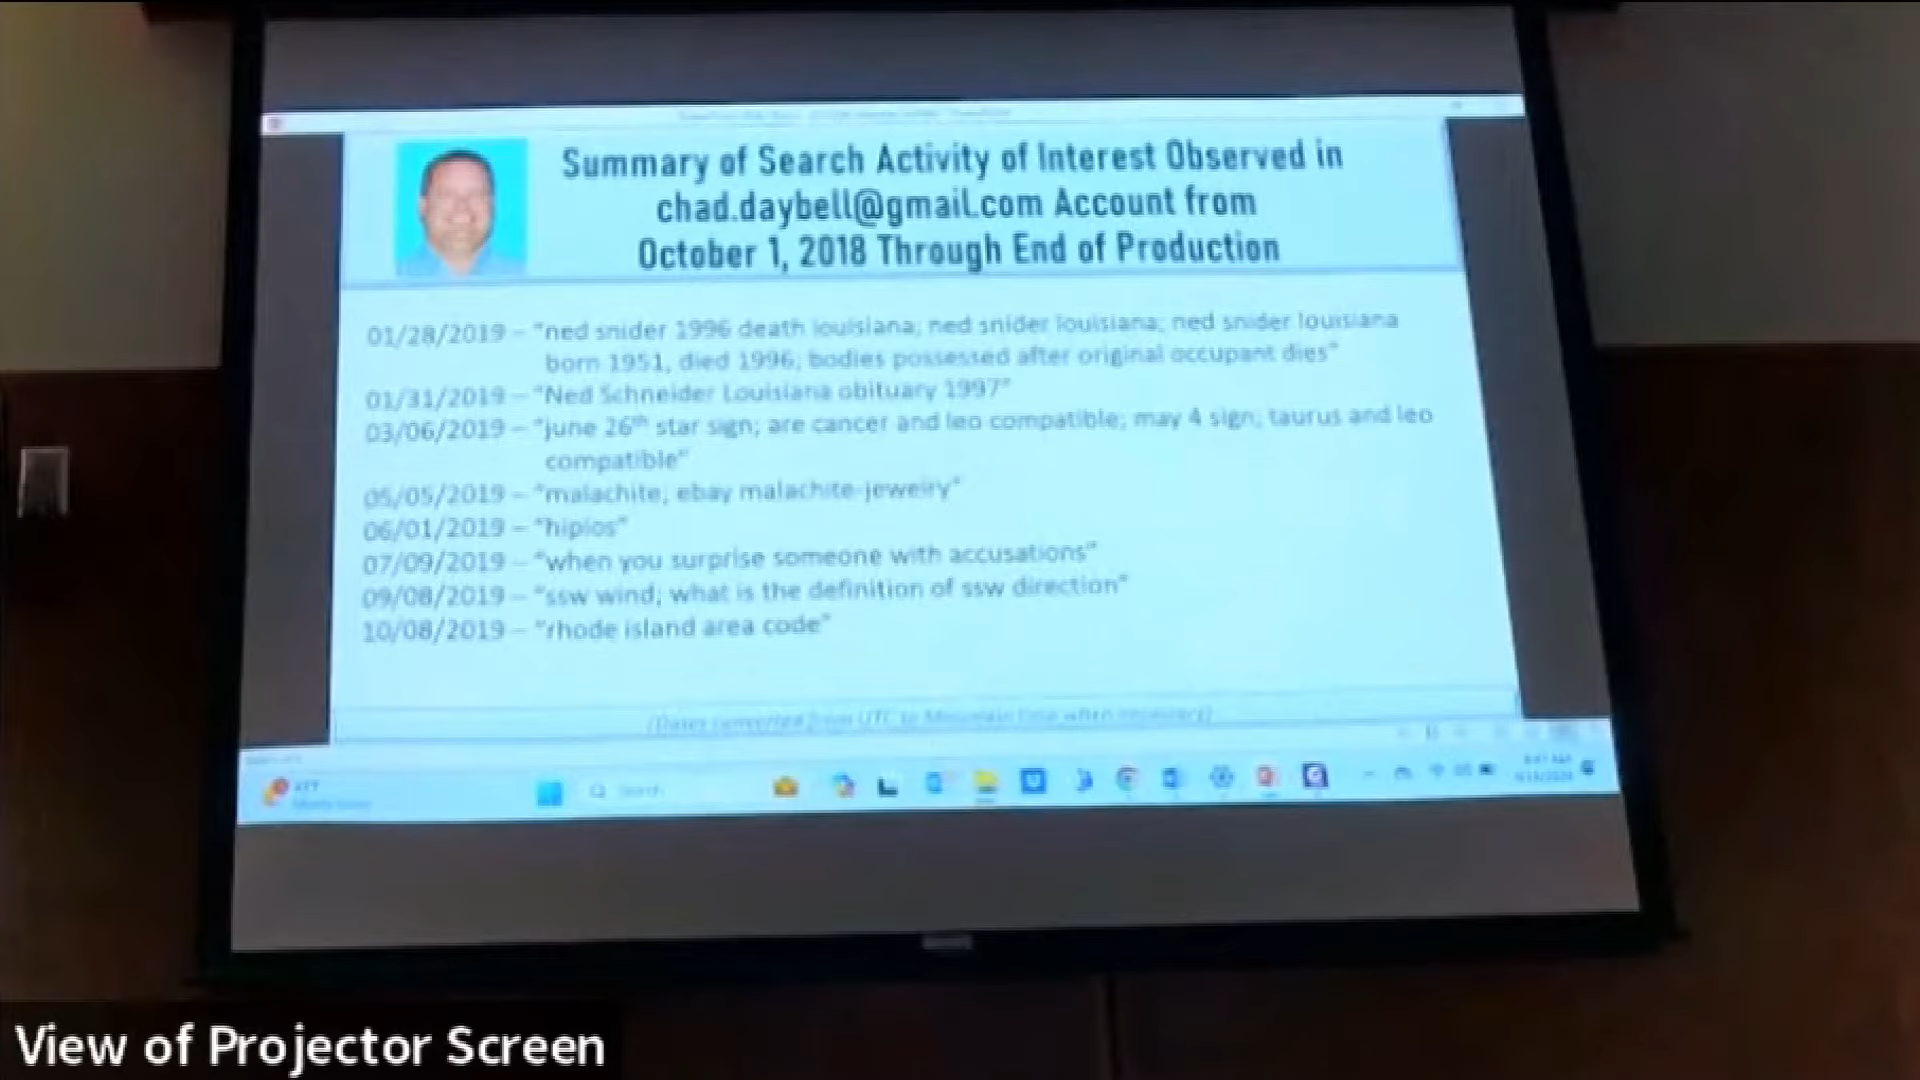 Summary of Search Activity of Interest Observed in
chad.daybell@gmail.com Account from
October 1, 2018 Through End of Production
01/28/2019 – "ned snider 1996 death louisiana; ned snider louisiana; ned snider louisiana
born 1951, died 1996; bodies possessed after original occupant dies"
01/31/2019 – "Ned Schneider Louisiana obituary 1997"
03/06/2019 – "june 26th star sign; are cancer and leo compatible; may 4 sign; taurus and leo
compatible"
05/05/2019 – "malachite; ebay malachite-jewelry"
06/01/2019 – "hiplos"
07/09/2019 – "when you surprise someone with accusations"
09/08/2019 – "ssw wind; what is the definition of ssw direction"
10/08/2019 – "rhode island area code"
(Dates converted from UTC to Mountain time when necessary)
Search
View of Projector Screen